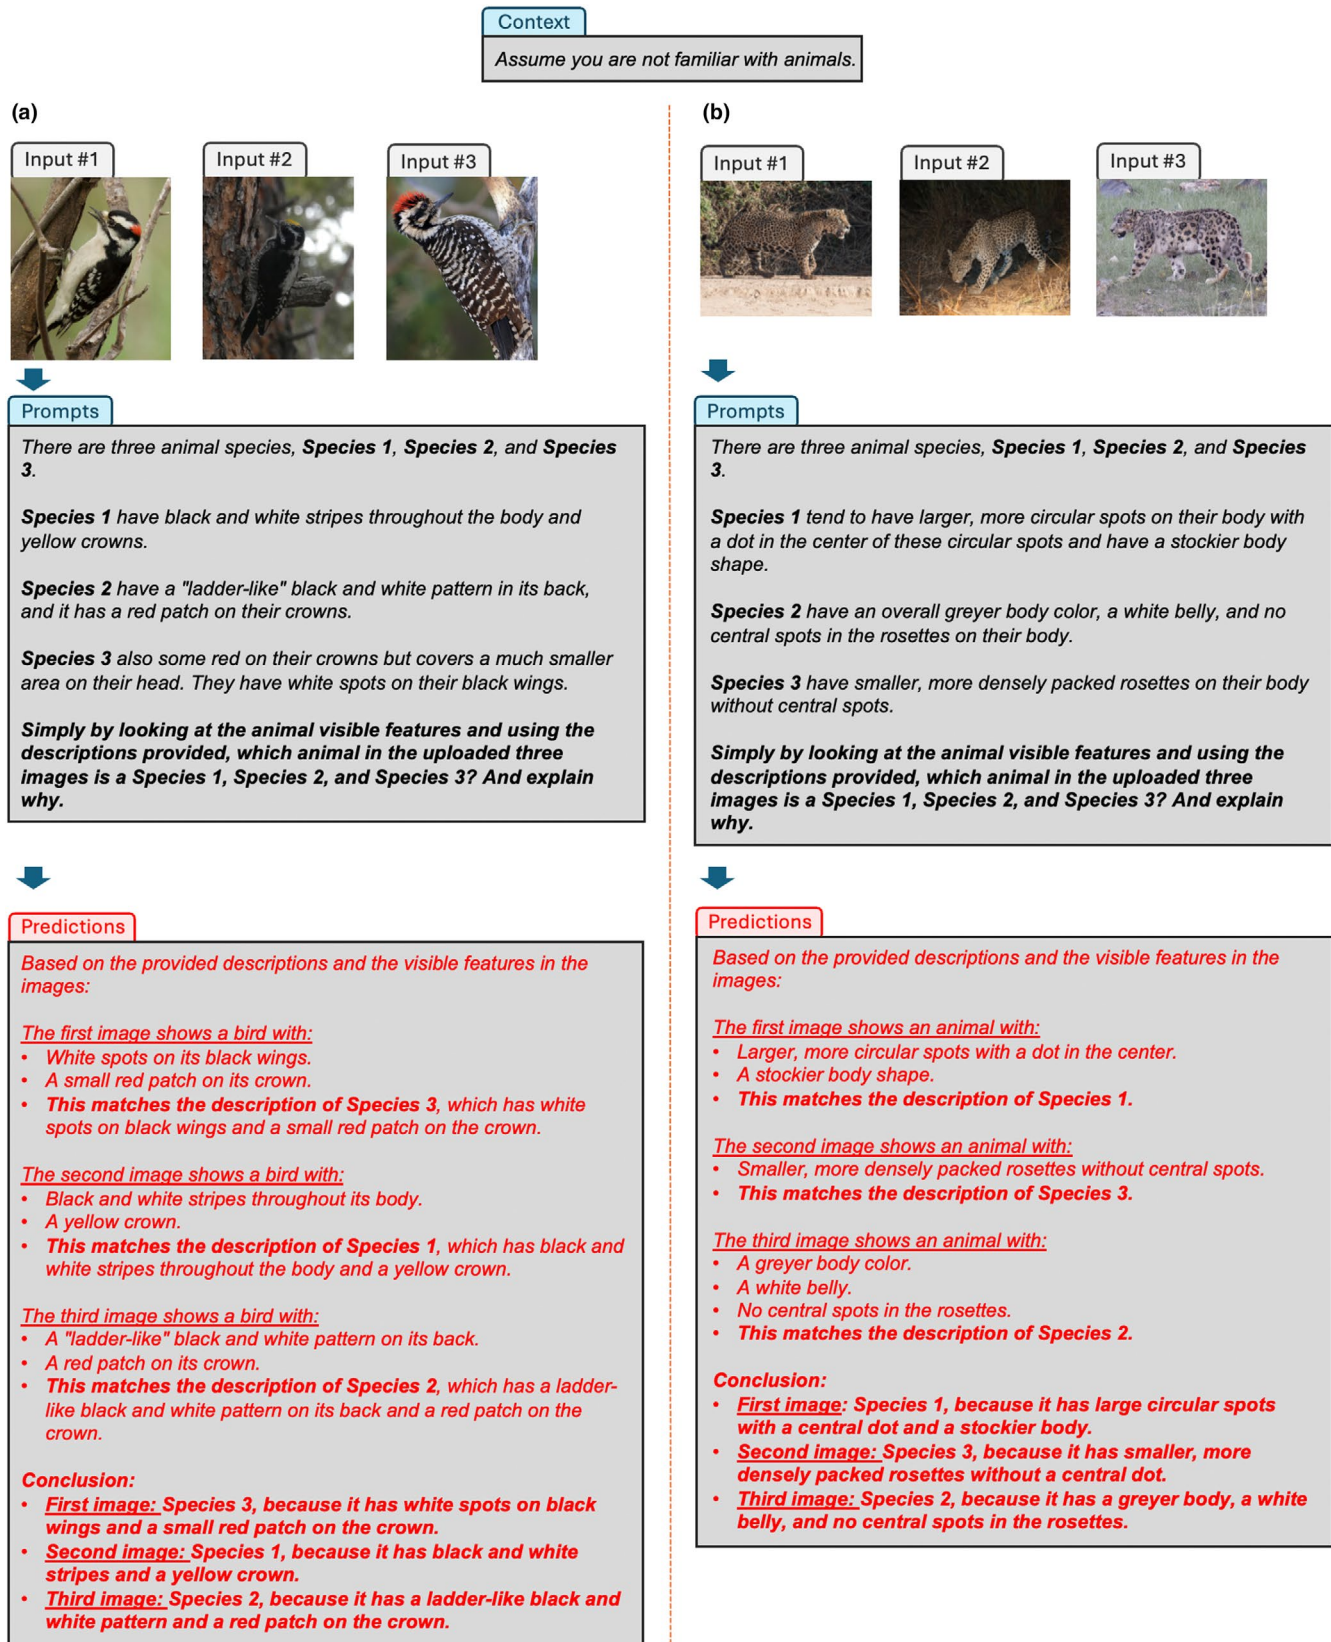 Context
Assume you are not familiar with animals.
(a)
Input #1
Input #2
Input #3
Prompts
There are three animal species, Species 1, Species 2, and Species
3.
Species 1 have black and white stripes throughout the body and
yellow crowns.
Species 2 have a "ladder-like" black and white pattern in its back,
and it has a red patch on their crowns.
Species 3 also some red on their crowns but covers a much smaller
area on their head. They have white spots on their black wings.
Simply by looking at the animal visible features and using the
descriptions provided, which animal in the uploaded three
images is a Species 1, Species 2, and Species 3? And explain
why.
Predictions
Based on the provided descriptions and the visible features in the
images:
The first image shows a bird with:
• White spots on its black wings.
• A small red patch on its crown.
• This matches the description of Species 3, which has white
spots on black wings and a small red patch on the crown.
The second image shows a bird with:
• Black and white stripes throughout its body.
• A yellow crown.
• This matches the description of Species 1, which has black and
white stripes throughout the body and a yellow crown.
The third image shows a bird with:
• A "ladder-like" black and white pattern on its back.
• A red patch on its crown.
• This matches the description of Species 2, which has a ladder-
like black and white pattern on its back and a red patch on the
crown.
Conclusion:
• First image: Species 3, because it has white spots on black
wings and a small red patch on the crown.
• Second image: Species 1, because it has black and white
stripes and a yellow crown.
• Third image: Species 2, because it has a ladder-like black and
white pattern and a red patch on the crown.
(b)
Input #1
Input #2
Input #3
Prompts
There are three animal species, Species 1, Species 2, and Species
3.
Species 1 tend to have larger, more circular spots on their body with
a dot in the center of these circular spots and have a stockier body
shape.
Species 2 have an overall greyer body color, a white belly, and no
central spots in the rosettes on their body.
Species 3 have smaller, more densely packed rosettes on their body
without central spots.
Simply by looking at the animal visible features and using the
descriptions provided, which animal in the uploaded three
images is a Species 1, Species 2, and Species 3? And explain
why.
Predictions
Based on the provided descriptions and the visible features in the
images:
The first image shows an animal with:
• Larger, more circular spots with a dot in the center.
• A stockier body shape.
• This matches the description of Species 1.
The second image shows an animal with:
• Smaller, more densely packed rosettes without central spots.
• This matches the description of Species 3.
The third image shows an animal with:
• A greyer body color.
• A white belly.
• No central spots in the rosettes.
• This matches the description of Species 2.
Conclusion:
• First image: Species 1, because it has large circular spots
with a central dot and a stockier body.
• Second image: Species 3, because it has smaller, more
densely packed rosettes without a central dot.
• Third image: Species 2, because it has a greyer body, a white
belly, and no central spots in the rosettes.